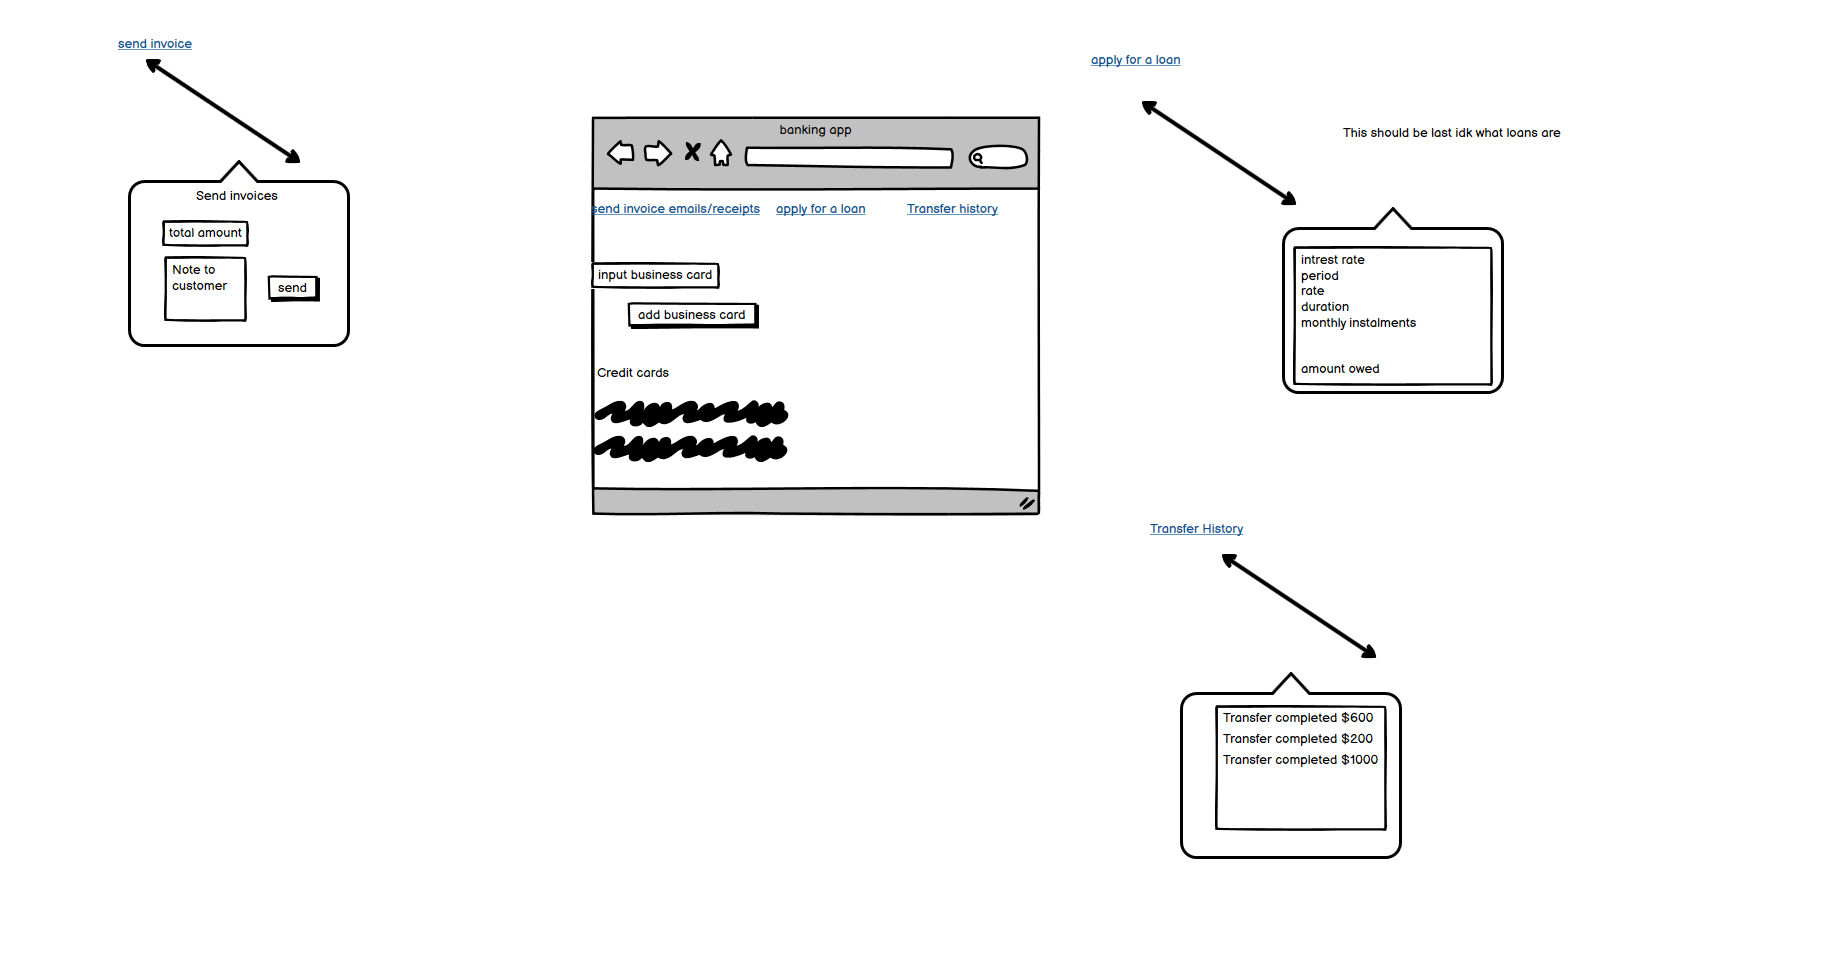 send invoice
Send invoices
total amount
Note to
customer
send
banking app
send invoice emails/receipts
apply for a loan
Transfer history
input business card
add business card
Credit cards
apply for a loan
This should be last idk what loans are
intrest rate
period
rate
duration
monthly instalments
amount owed
Transfer History
Transfer completed $600
Transfer completed $200
Transfer completed $1000